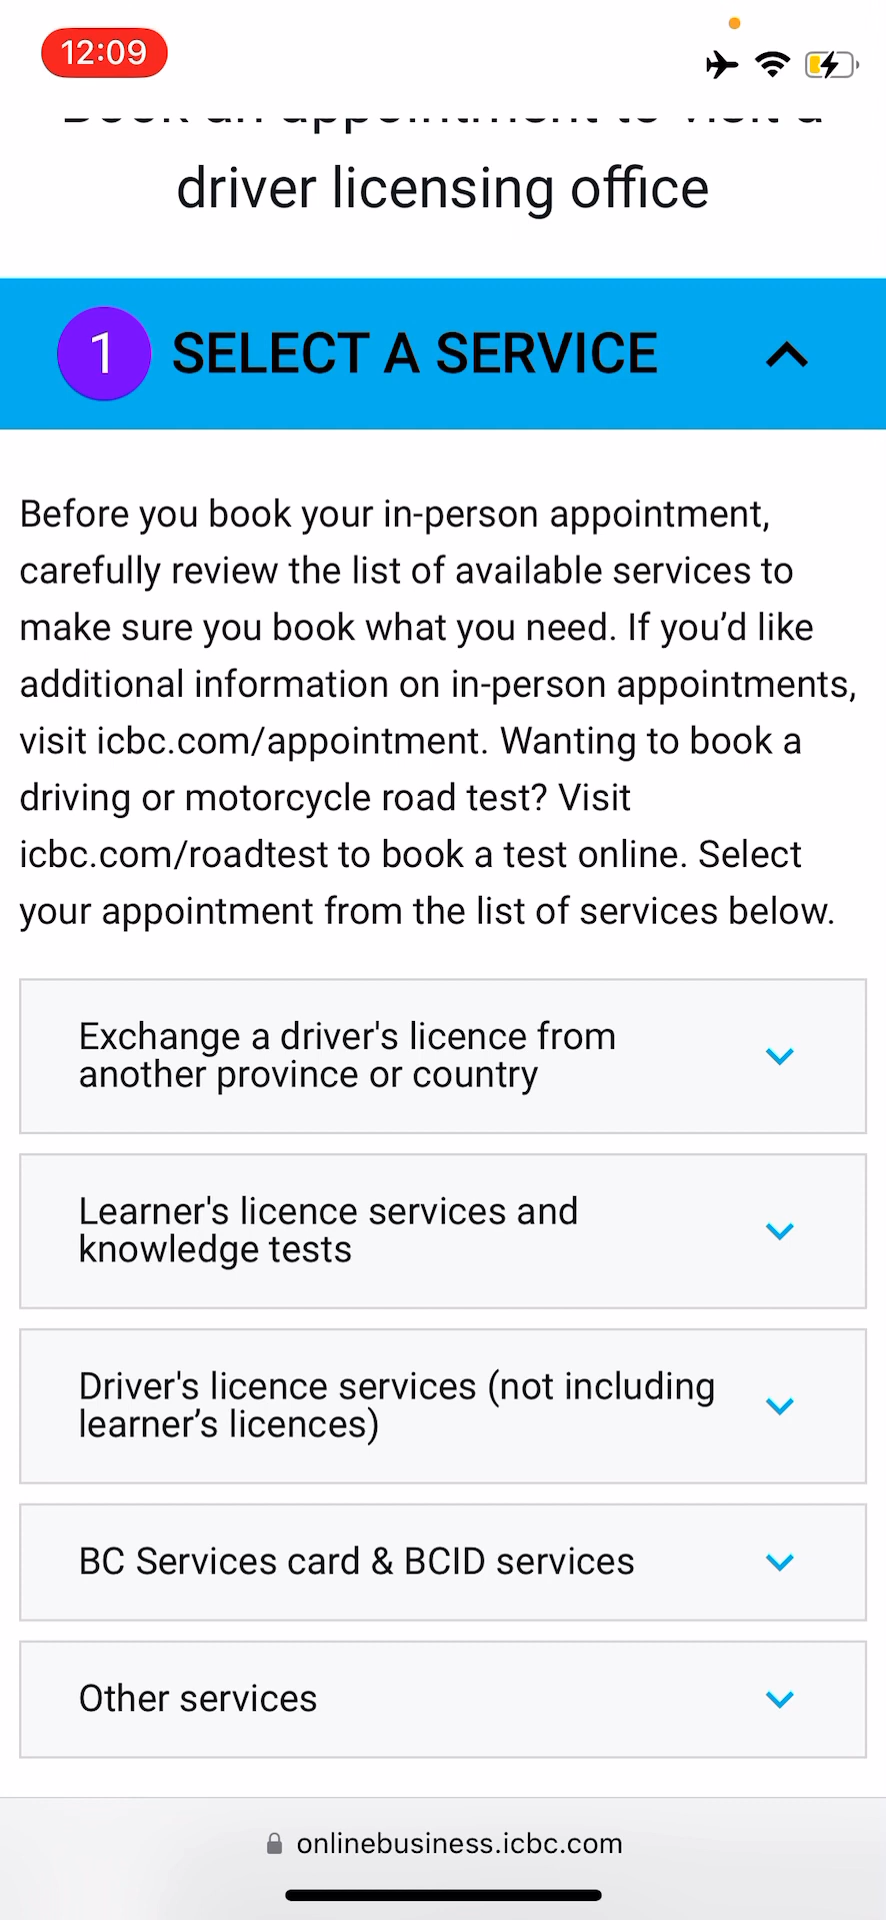 12:09
Book an appointment to visit a
driver licensing office
1 SELECT A SERVICE
Before you book your in-person appointment,
carefully review the list of available services to
make sure you book what you need. If you’d like
additional information on in-person appointments,
visit icbc.com/appointment. Wanting to book a
driving or motorcycle road test? Visit
icbc.com/roadtest to book a test online. Select
your appointment from the list of services below.
Exchange a driver's licence from
another province or country
Learner's licence services and
knowledge tests
Driver's licence services (not including
learner’s licences)
BC Services card & BCID services
Other services
onlinebusiness.icbc.com